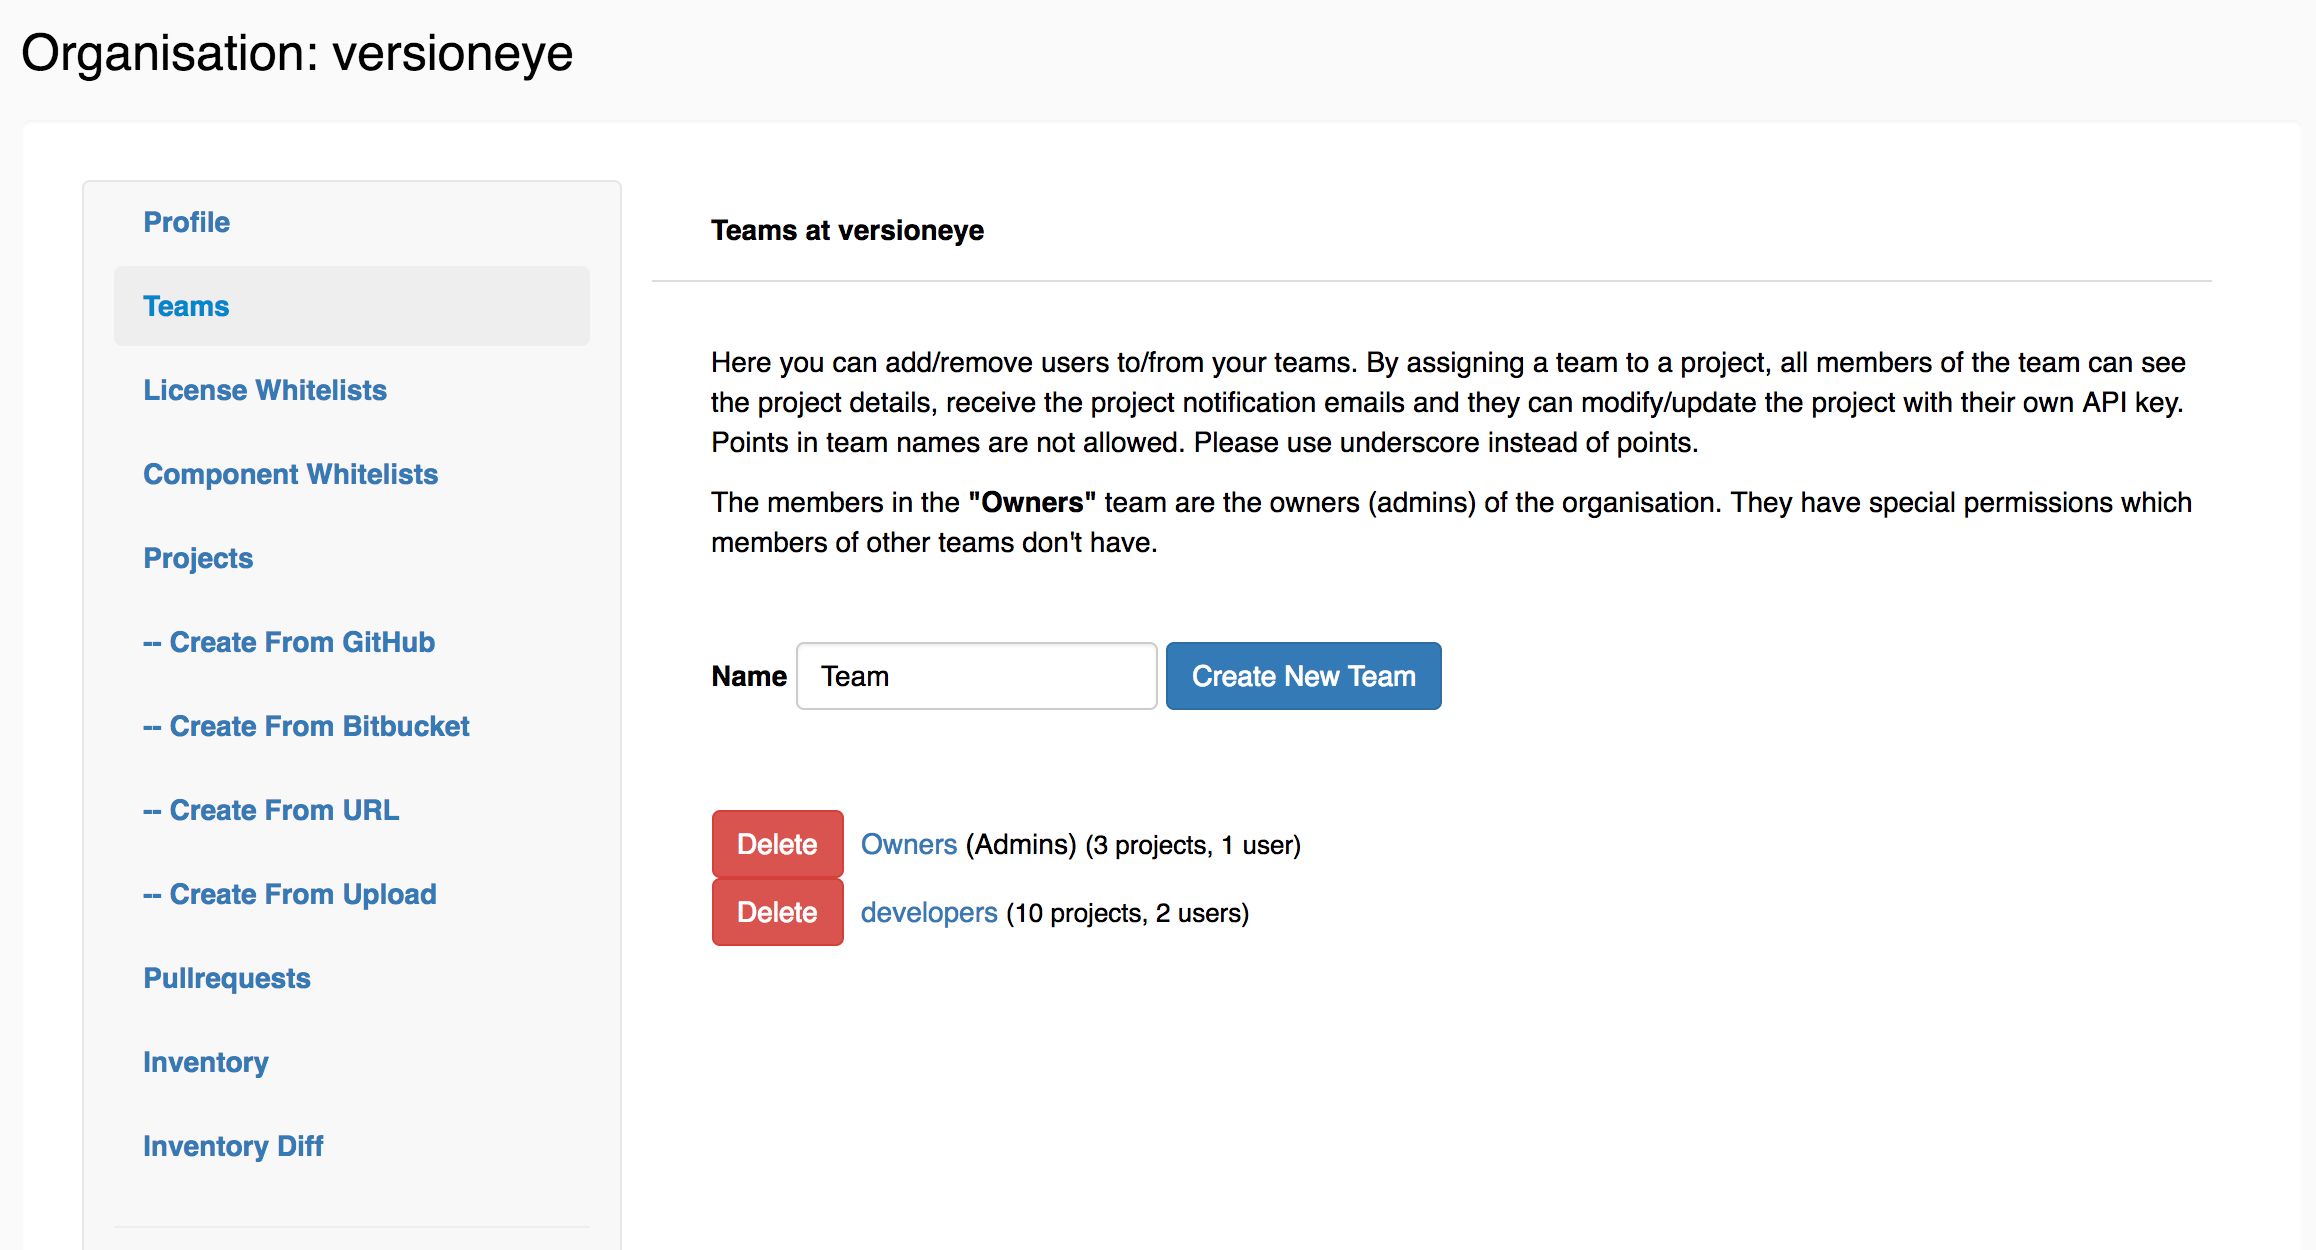 Organisation: versioneye
Profile
Teams
License Whitelists
Component Whitelists
Projects
-- Create From GitHub
-- Create From Bitbucket
-- Create From URL
-- Create From Upload
Pullrequests
Inventory
Inventory Diff
Teams at versioneye
Here you can add/remove users to/from your teams. By assigning a team to a project, all members of the team can see
the project details, receive the project notification emails and they can modify/update the project with their own API key.
Points in team names are not allowed. Please use underscore instead of points.
The members in the "Owners" team are the owners (admins) of the organisation. They have special permissions which
members of other teams don't have.
Name Team Create New Team
Delete Owners (Admins) (3 projects, 1 user)
Delete developers (10 projects, 2 users)